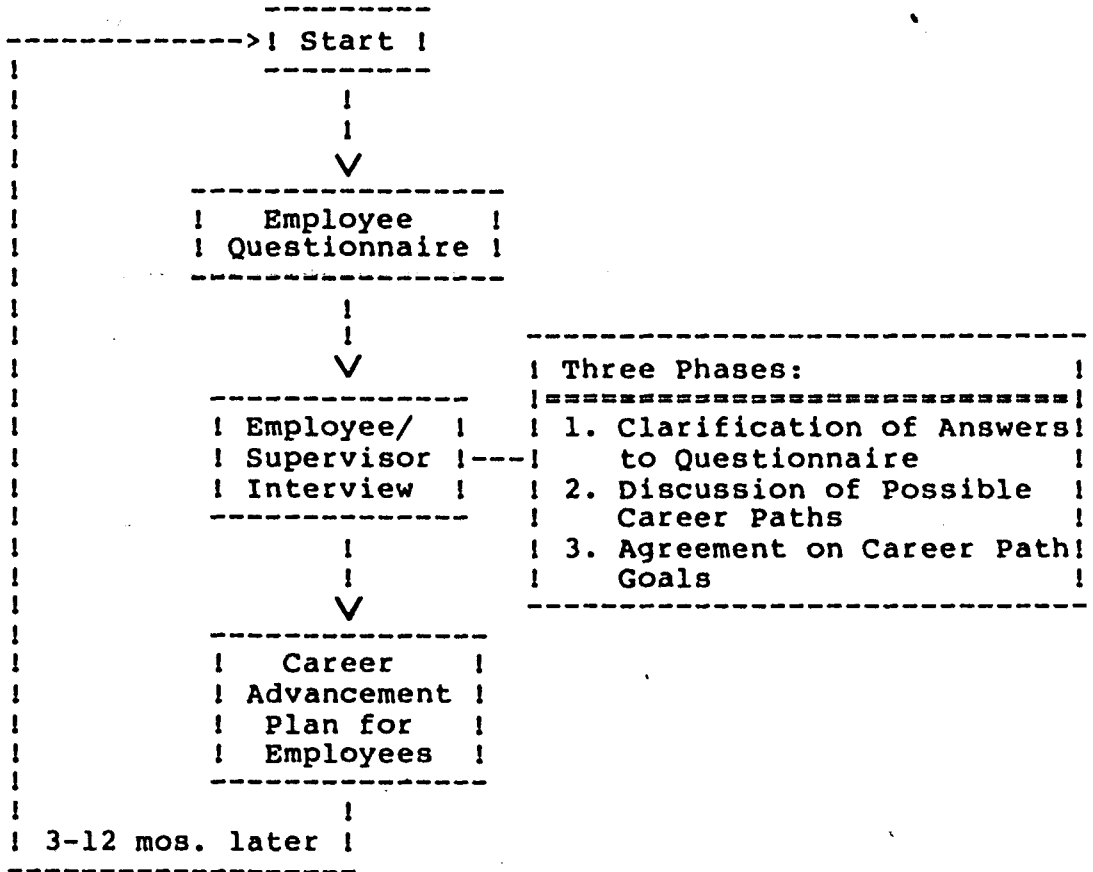 Start
Employee
Questionnaire
Employee/
Supervisor
Interview
Three Phases:
1. Clarification of Answers
to Questionnaire
2. Discussion of Possible
Career Paths
3. Agreement on Career Path
Goals
Career
Advancement
Plan for
Employees
3-12 mos. later